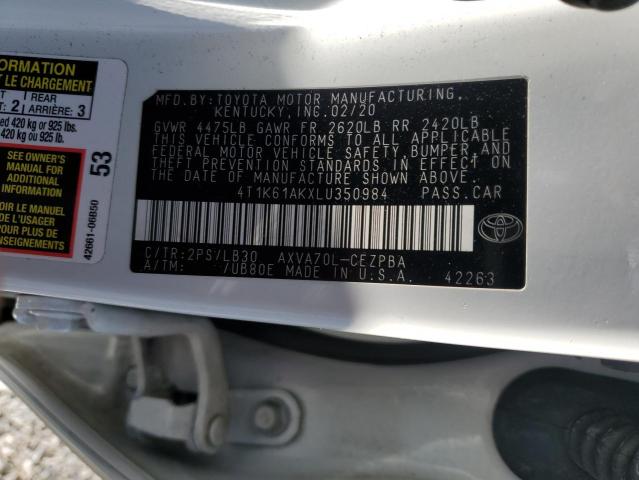 MFD. BY: TOYOTA MOTOR MANUFACTURING,
KENTUCKY, INC. 02/20
GVWR 4475LB GAWR FR 2620LB RR 2420LB
THIS VEHICLE CONFORMS TO ALL APPLICABLE
FEDERAL MOTOR VEHICLE SAFETY, BUMPER, AND
THEFT PREVENTION STANDARDS IN EFFECT ON
THE DATE OF MANUFACTURE SHOWN ABOVE.
4T1K61AKXLU350984 PASS.CAR
C/TR:2PS/LB30 AXVA70L-CEZPBA
A/TM: /UB80E MADE IN U.S.A.
42263
TOYOTA
ORMATION
LE CHARGEMENT
2
REAR
ARRIÈRE: 3
ed 420 kg or 925 lbs.
420 kg ou 925 lb.
SEE OWNER'S
MANUAL FOR
ADDITIONAL
INFORMATION
VOIR LE MANUEL
DE L'USAGER
POUR PLUS DE
53
42661-06B50